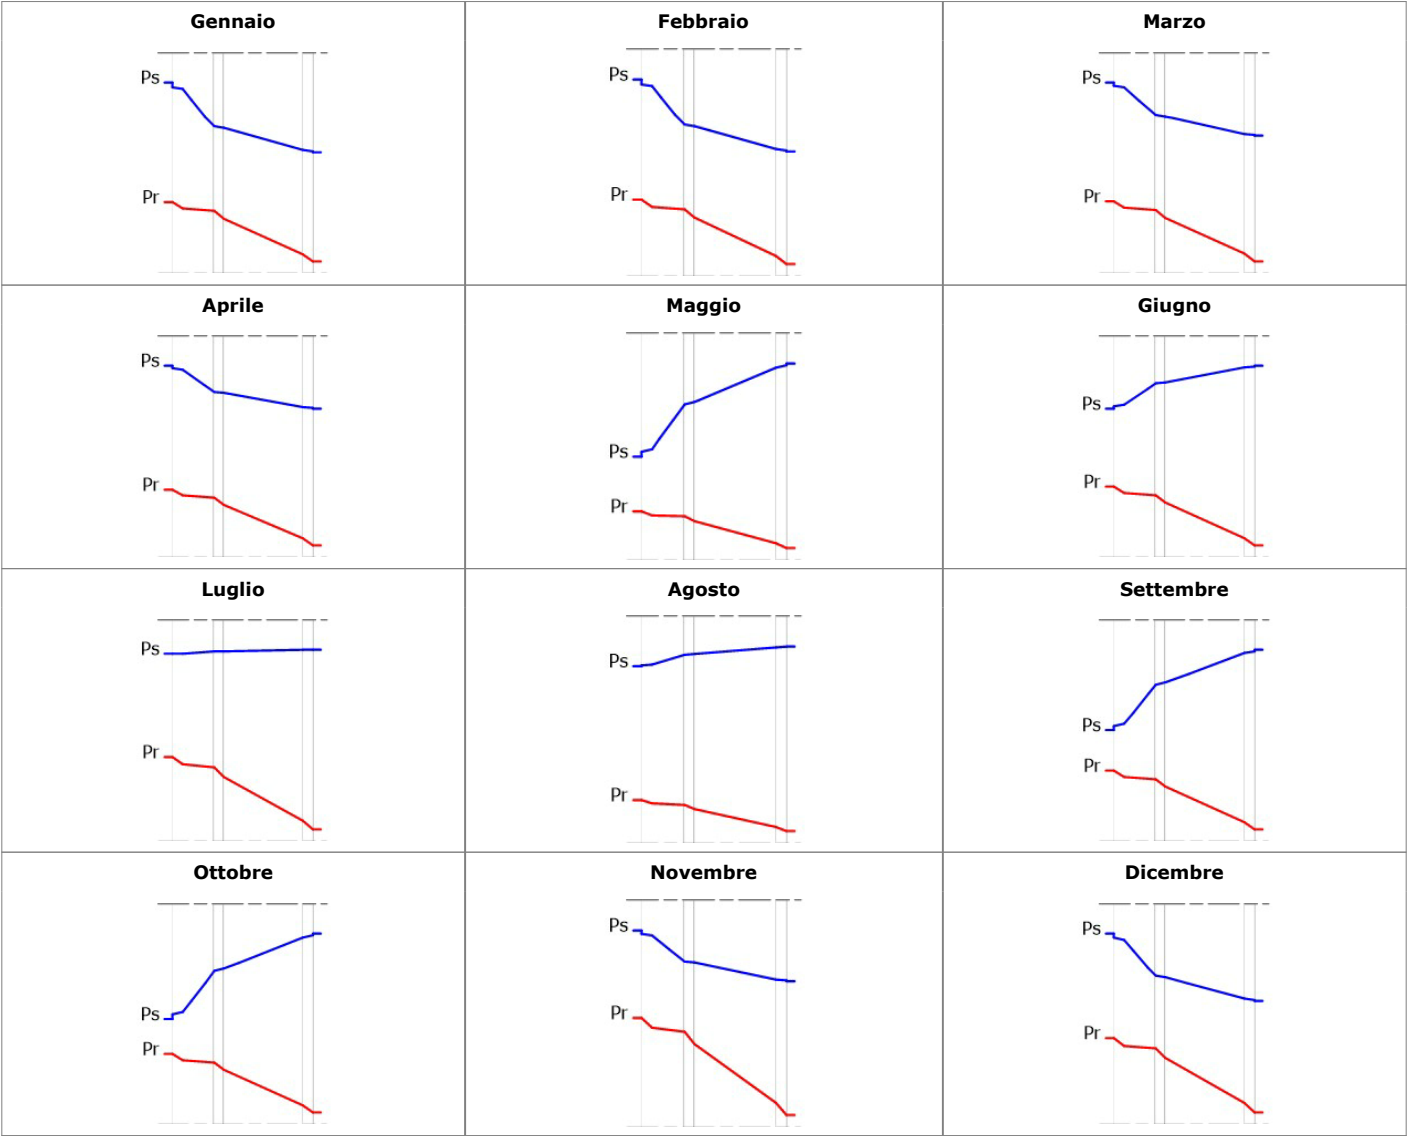 Gennaio
Febbraio
Marzo
Ps
Pr
Ps
Pr
Ps
Pr
Aprile
Maggio
Giugno
Ps
Pr
Ps
Pr
Ps
Pr
Luglio
Agosto
Settembre
Ps
Pr
Ps
Pr
Ps
Pr
Ottobre
Novembre
Dicembre
Ps
Pr
Ps
Pr
Ps
Pr